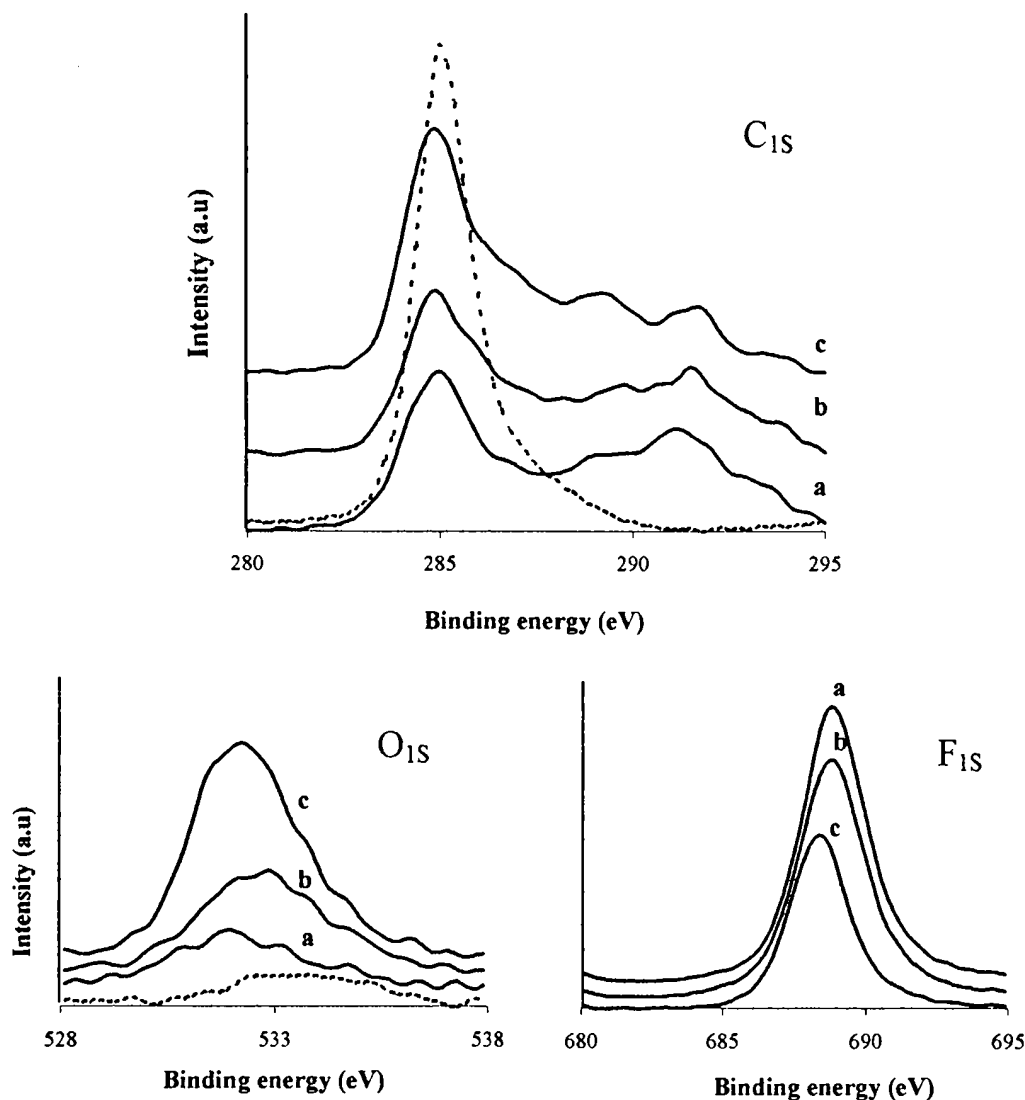 C1S
Intensity (a.u)
c
b
a
280
285
290
295
Binding energy (eV)
O1S
Intensity (a.u)
c
b
a
528
533
538
Binding energy (eV)
a
b
c
F1S
680
685
690
695
Binding energy (eV)